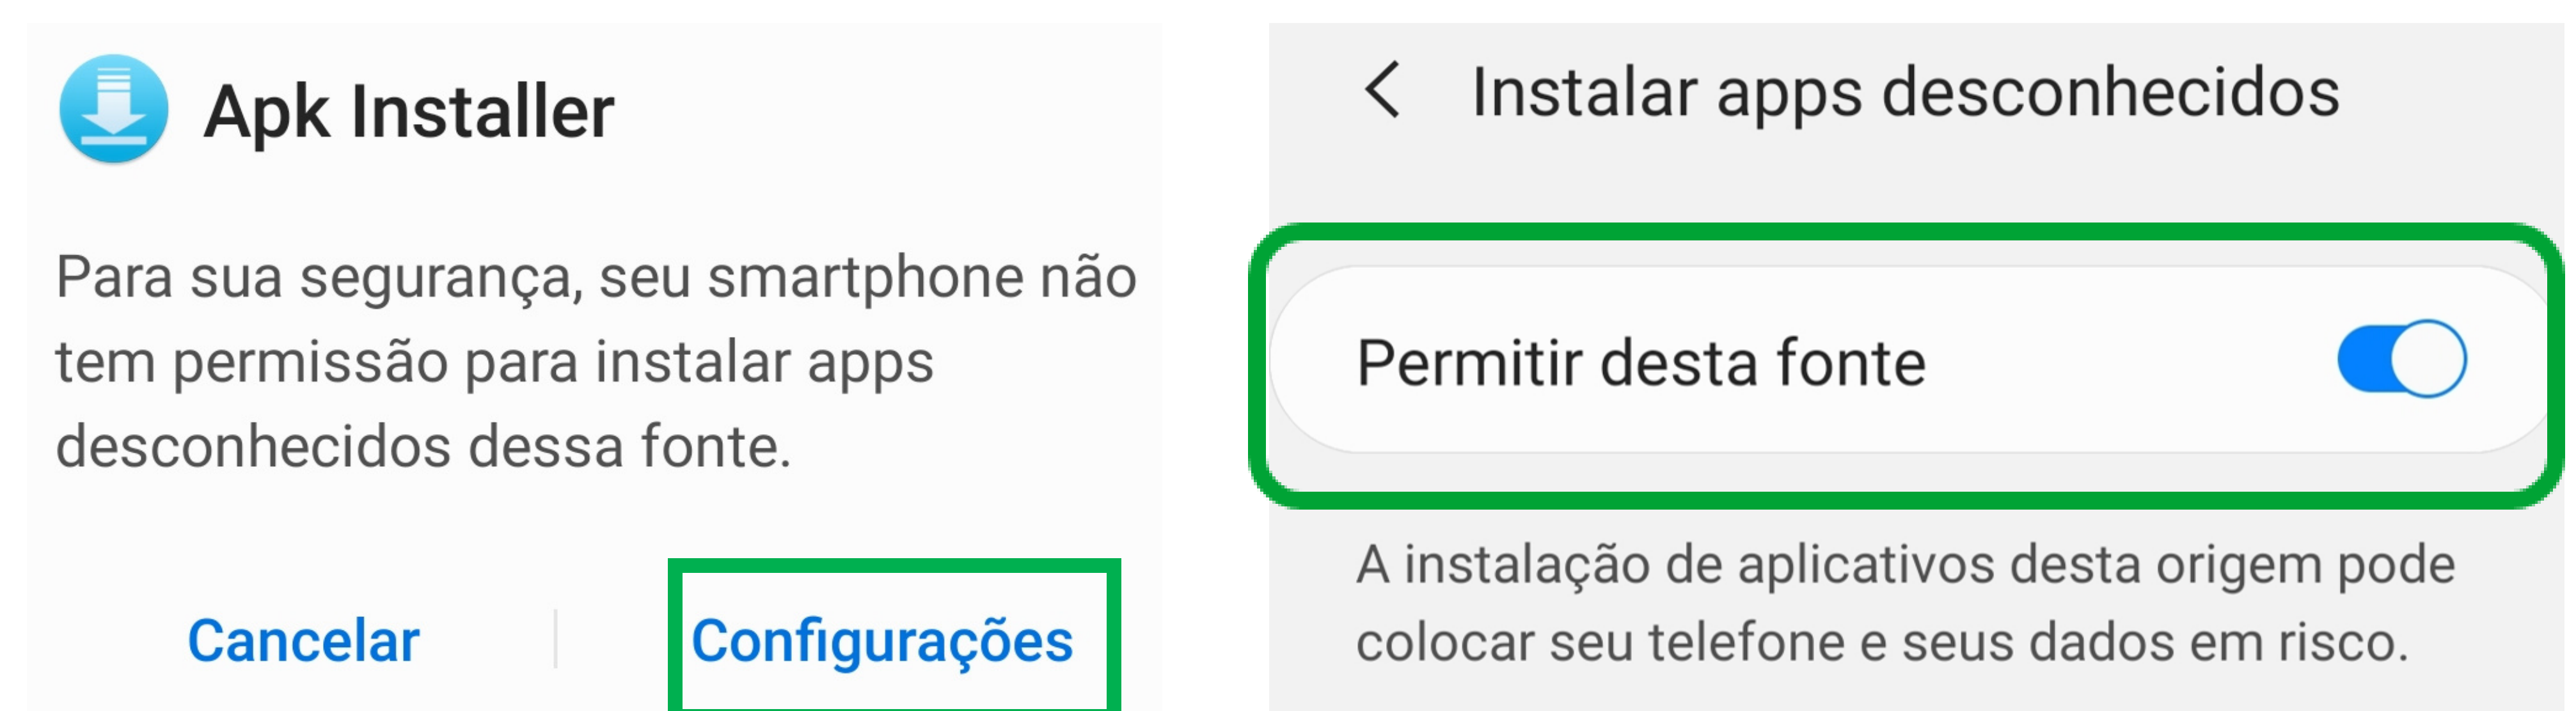 Apk Installer
Para sua segurança, seu smartphone não
tem permissão para instalar apps
desconhecidos dessa fonte.
Cancelar
Configurações
Instalar apps desconhecidos
Permitir desta fonte
A instalação de aplicativos desta origem pode
colocar seu telefone e seus dados em risco.